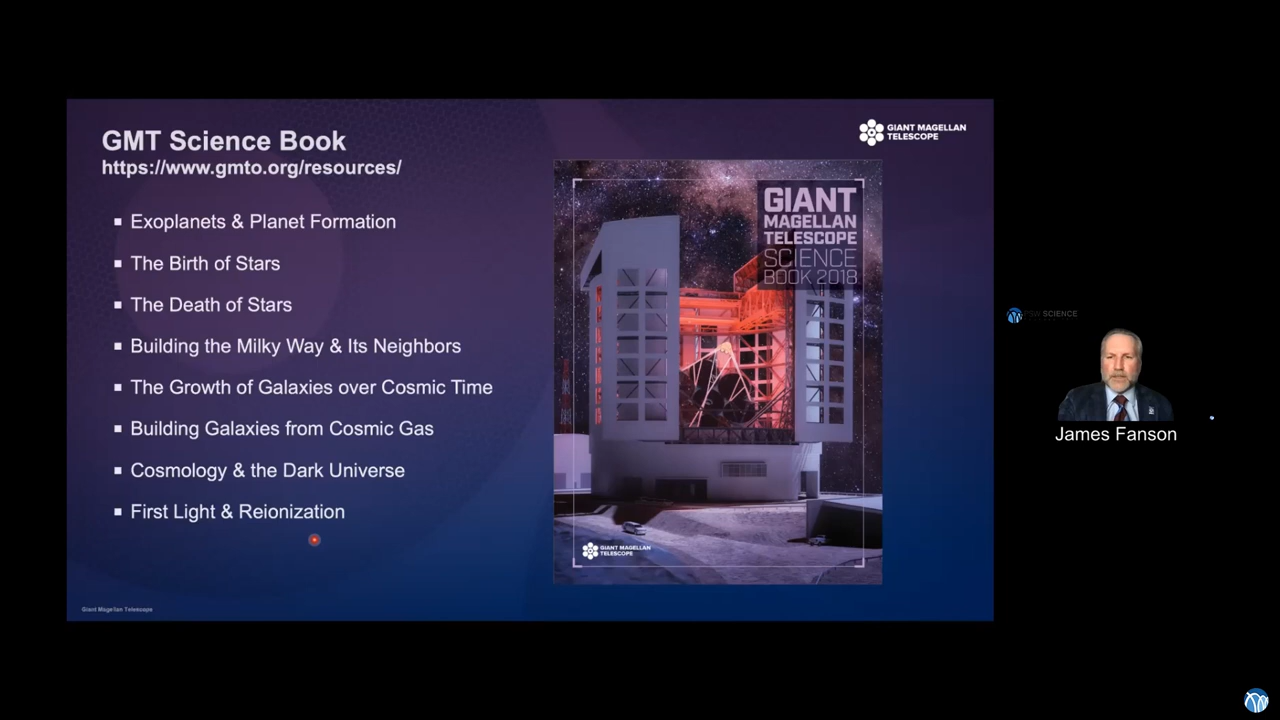 GMT Science Book
https://www.gmto.org/resources/
GIANT MAGELLAN
TELESCOPE
Exoplanets & Planet Formation
The Birth of Stars
The Death of Stars
Building the Milky Way & Its Neighbors
The Growth of Galaxies over Cosmic Time
Building Galaxies from Cosmic Gas
Cosmology & the Dark Universe
First Light & Reionization
Giant Magellan Telescope
GIANT
MAGELLAN
TELESCOPE
SCIENCE
BOOK 2018
GIANT MAGELLAN
TELESCOPE
PSW SCIENCE
James Fanson